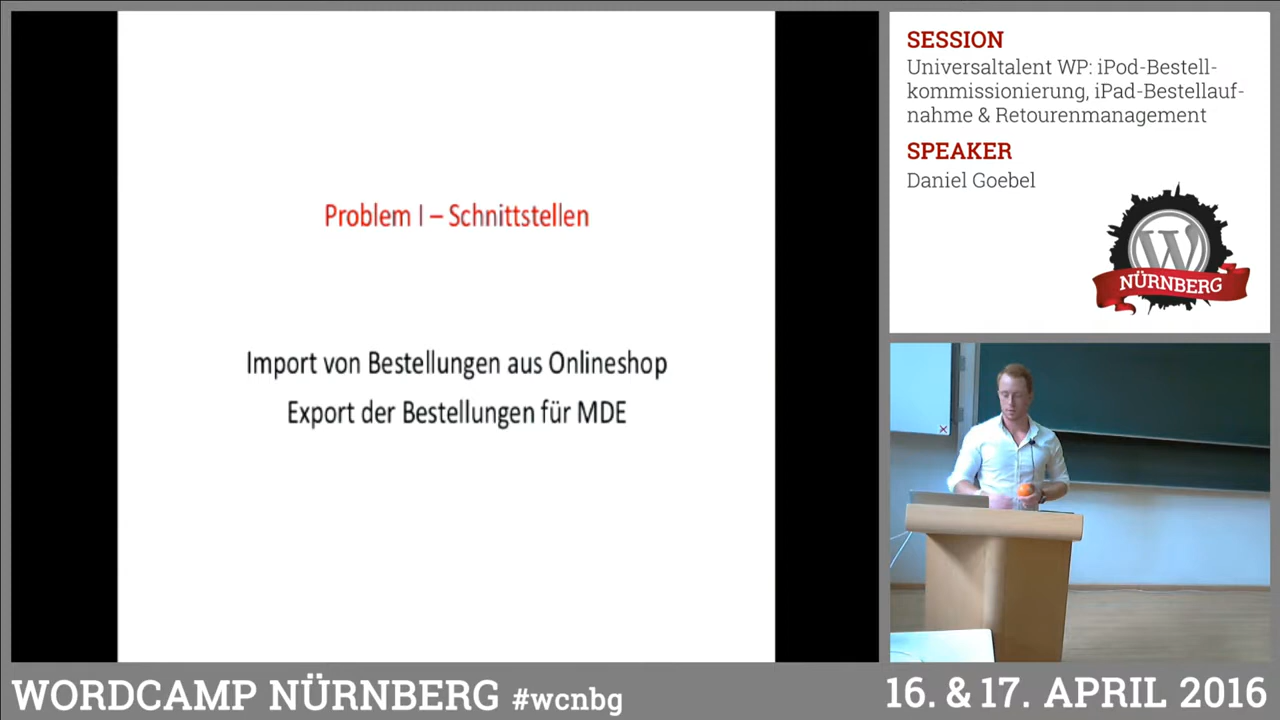 Problem I – Schnittstellen
Import von Bestellungen aus Onlineshop
Export der Bestellungen für MDE
SESSION
Universaltalent WP: iPod-Bestell-
kommissionierung, iPad-Bestellauf-
nahme & Retourenmanagement
SPEAKER
Daniel Goebel
W
NÜRNBERG
WORDCAMP NÜRNBERG #wcnbg
16. & 17. APRIL 2016